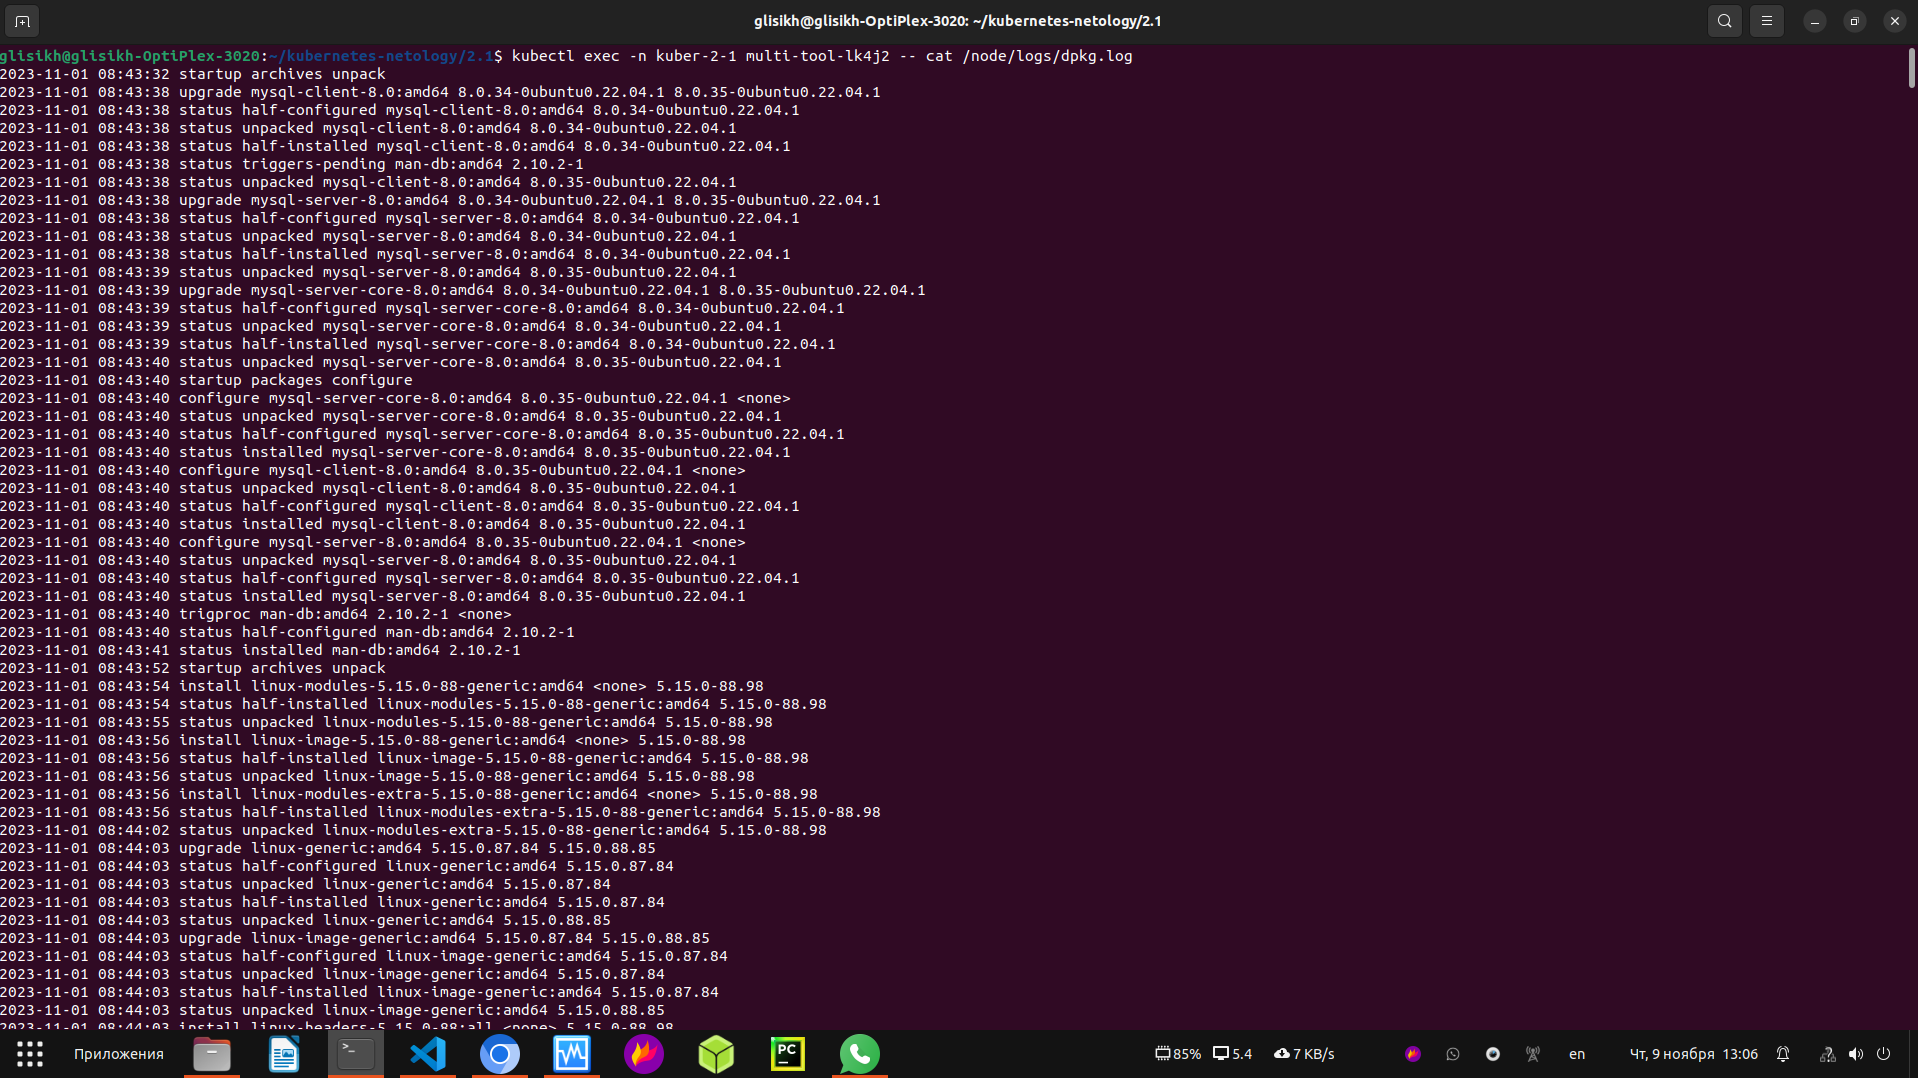 glisikh@glisikh-OptiPlex-3020: ~/kubernetes-netology/2.1
glisikh@glisikh-OptiPlex-3020:~/kubernetes-netology/2.1$ kubectl exec -n kuber-2-1 multi-tool-lk4j2 -- cat /node/logs/dpkg.log
2023-11-01 08:43:32 startup archives unpack
2023-11-01 08:43:38 upgrade mysql-client-8.0:amd64 8.0.34-0ubuntu0.22.04.1 8.0.35-0ubuntu0.22.04.1
2023-11-01 08:43:38 status half-configured mysql-client-8.0:amd64 8.0.34-0ubuntu0.22.04.1
2023-11-01 08:43:38 status unpacked mysql-client-8.0:amd64 8.0.34-0ubuntu0.22.04.1
2023-11-01 08:43:38 status half-installed mysql-client-8.0:amd64 8.0.34-0ubuntu0.22.04.1
2023-11-01 08:43:38 status triggers-pending man-db:amd64 2.10.2-1
2023-11-01 08:43:38 status unpacked mysql-client-8.0:amd64 8.0.35-0ubuntu0.22.04.1
2023-11-01 08:43:38 upgrade mysql-server-8.0:amd64 8.0.34-0ubuntu0.22.04.1 8.0.35-0ubuntu0.22.04.1
2023-11-01 08:43:38 status half-configured mysql-server-8.0:amd64 8.0.34-0ubuntu0.22.04.1
2023-11-01 08:43:38 status unpacked mysql-server-8.0:amd64 8.0.34-0ubuntu0.22.04.1
2023-11-01 08:43:38 status half-installed mysql-server-8.0:amd64 8.0.34-0ubuntu0.22.04.1
2023-11-01 08:43:39 status unpacked mysql-server-8.0:amd64 8.0.35-0ubuntu0.22.04.1
2023-11-01 08:43:39 upgrade mysql-server-core-8.0:amd64 8.0.34-0ubuntu0.22.04.1 8.0.35-0ubuntu0.22.04.1
2023-11-01 08:43:39 status half-configured mysql-server-core-8.0:amd64 8.0.34-0ubuntu0.22.04.1
2023-11-01 08:43:39 status unpacked mysql-server-core-8.0:amd64 8.0.34-0ubuntu0.22.04.1
2023-11-01 08:43:39 status half-installed mysql-server-core-8.0:amd64 8.0.34-0ubuntu0.22.04.1
2023-11-01 08:43:40 status unpacked mysql-server-core-8.0:amd64 8.0.35-0ubuntu0.22.04.1
2023-11-01 08:43:40 startup packages configure
2023-11-01 08:43:40 configure mysql-server-core-8.0:amd64 8.0.35-0ubuntu0.22.04.1 <none>
2023-11-01 08:43:40 status unpacked mysql-server-core-8.0:amd64 8.0.35-0ubuntu0.22.04.1
2023-11-01 08:43:40 status half-configured mysql-server-core-8.0:amd64 8.0.35-0ubuntu0.22.04.1
2023-11-01 08:43:40 status installed mysql-server-core-8.0:amd64 8.0.35-0ubuntu0.22.04.1
2023-11-01 08:43:40 configure mysql-client-8.0:amd64 8.0.35-0ubuntu0.22.04.1 <none>
2023-11-01 08:43:40 status unpacked mysql-client-8.0:amd64 8.0.35-0ubuntu0.22.04.1
2023-11-01 08:43:40 status half-configured mysql-client-8.0:amd64 8.0.35-0ubuntu0.22.04.1
2023-11-01 08:43:40 status installed mysql-client-8.0:amd64 8.0.35-0ubuntu0.22.04.1
2023-11-01 08:43:40 configure mysql-server-8.0:amd64 8.0.35-0ubuntu0.22.04.1 <none>
2023-11-01 08:43:40 status unpacked mysql-server-8.0:amd64 8.0.35-0ubuntu0.22.04.1
2023-11-01 08:43:40 status half-configured mysql-server-8.0:amd64 8.0.35-0ubuntu0.22.04.1
2023-11-01 08:43:40 status installed mysql-server-8.0:amd64 8.0.35-0ubuntu0.22.04.1
2023-11-01 08:43:40 trigproc man-db:amd64 2.10.2-1 <none>
2023-11-01 08:43:40 status half-configured man-db:amd64 2.10.2-1
2023-11-01 08:43:41 status installed man-db:amd64 2.10.2-1
2023-11-01 08:43:52 startup archives unpack
2023-11-01 08:43:54 install linux-modules-5.15.0-88-generic:amd64 <none> 5.15.0-88.98
2023-11-01 08:43:54 status half-installed linux-modules-5.15.0-88-generic:amd64 5.15.0-88.98
2023-11-01 08:43:55 status unpacked linux-modules-5.15.0-88-generic:amd64 5.15.0-88.98
2023-11-01 08:43:56 install linux-image-5.15.0-88-generic:amd64 <none> 5.15.0-88.98
2023-11-01 08:43:56 status half-installed linux-image-5.15.0-88-generic:amd64 5.15.0-88.98
2023-11-01 08:43:56 status unpacked linux-image-5.15.0-88-generic:amd64 5.15.0-88.98
2023-11-01 08:43:56 install linux-modules-extra-5.15.0-88-generic:amd64 <none> 5.15.0-88.98
2023-11-01 08:43:56 status half-installed linux-modules-extra-5.15.0-88-generic:amd64 5.15.0-88.98
2023-11-01 08:44:02 status unpacked linux-modules-extra-5.15.0-88-generic:amd64 5.15.0-88.98
2023-11-01 08:44:03 upgrade linux-generic:amd64 5.15.0.87.84 5.15.0.88.85
2023-11-01 08:44:03 status half-configured linux-generic:amd64 5.15.0.87.84
2023-11-01 08:44:03 status unpacked linux-generic:amd64 5.15.0.87.84
2023-11-01 08:44:03 status half-installed linux-generic:amd64 5.15.0.87.84
2023-11-01 08:44:03 status unpacked linux-generic:amd64 5.15.0.88.85
2023-11-01 08:44:03 upgrade linux-image-generic:amd64 5.15.0.87.84 5.15.0.88.85
2023-11-01 08:44:03 status half-configured linux-image-generic:amd64 5.15.0.87.84
2023-11-01 08:44:03 status unpacked linux-image-generic:amd64 5.15.0.87.84
2023-11-01 08:44:03 status half-installed linux-image-generic:amd64 5.15.0.87.84
2023-11-01 08:44:03 status unpacked linux-image-generic:amd64 5.15.0.88.85
2023-11-01 08:44:03 install linux-headers-5.15.0-88:all <none> 5.15.0-88.98
Приложения PC 85% 5.4 7 KB/s en Чт, 9 ноября 13:06